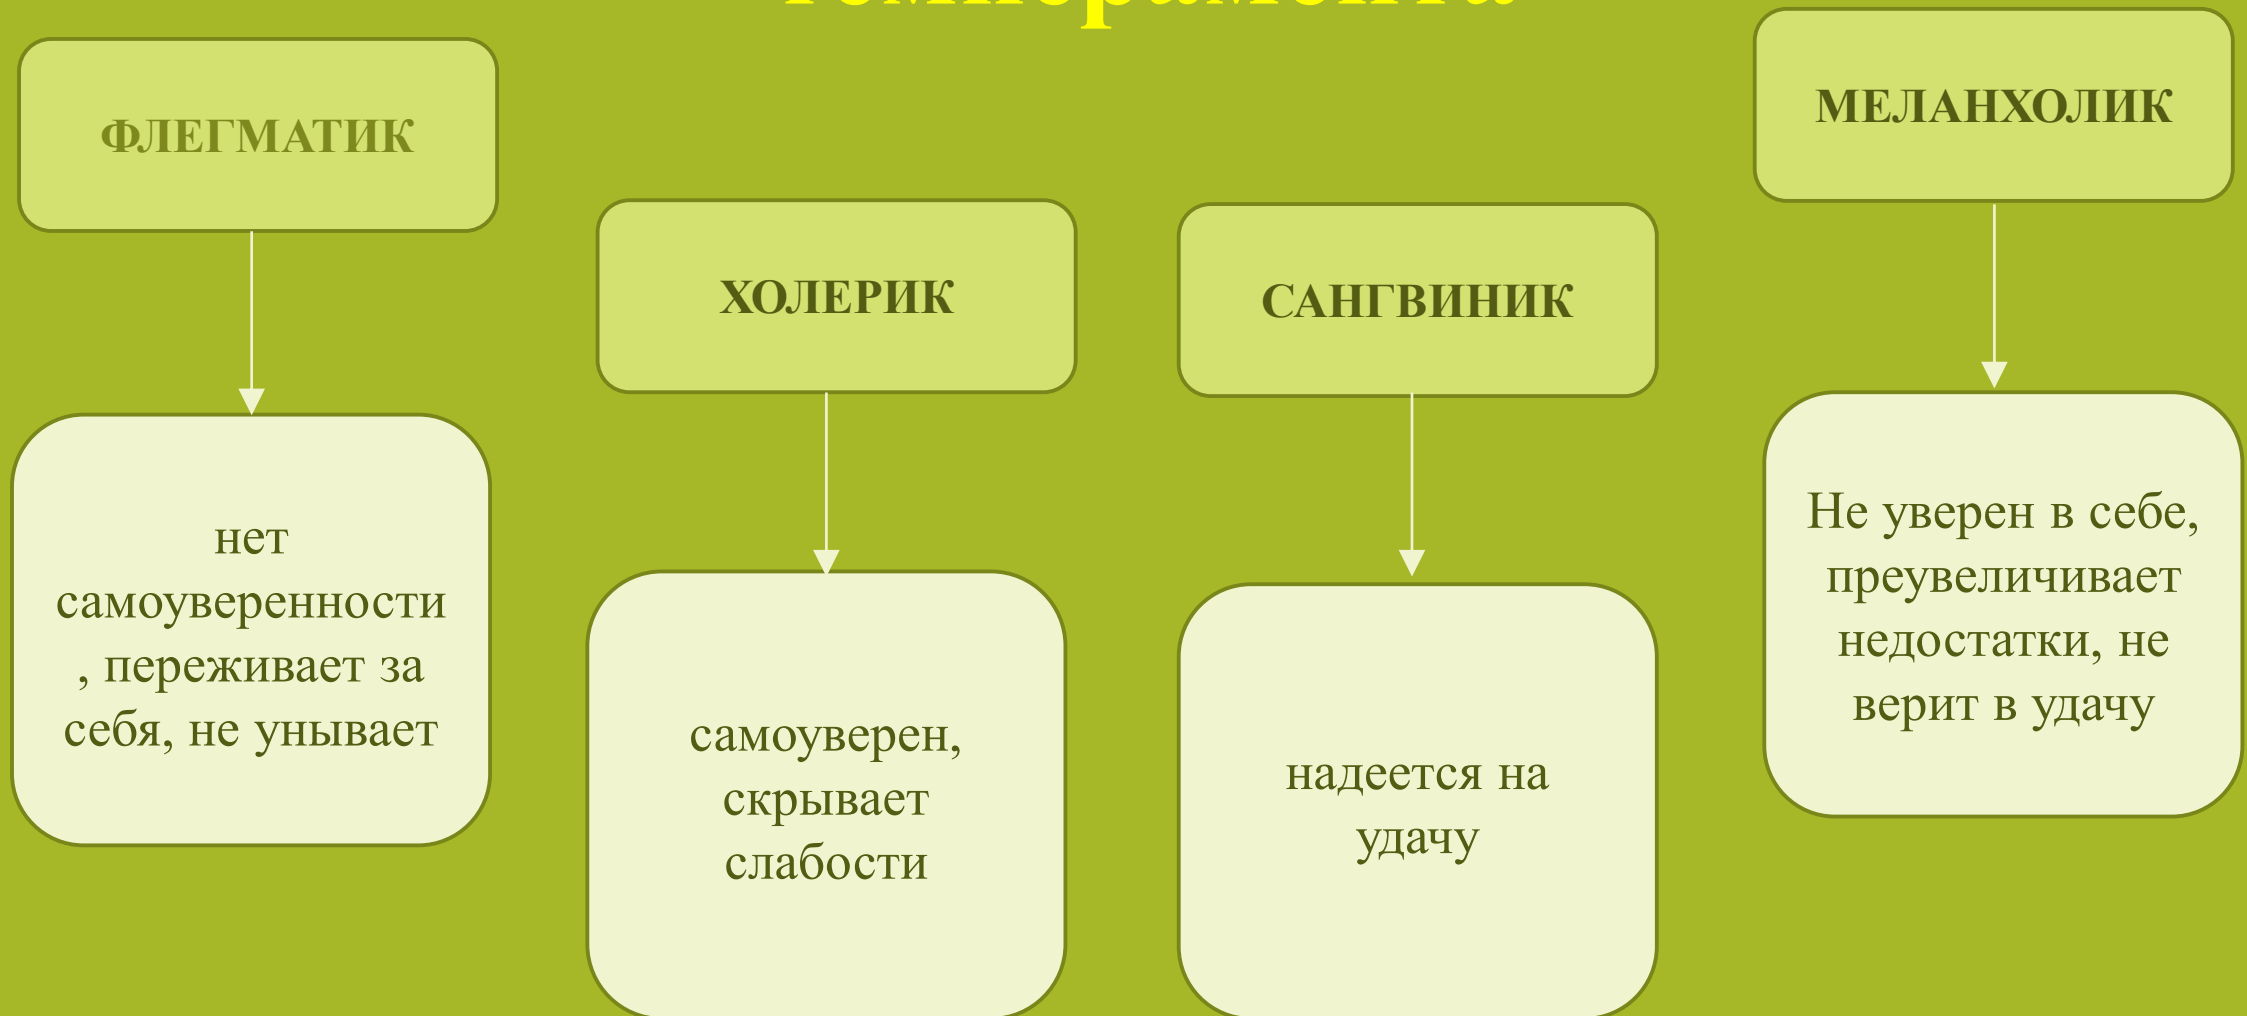 темперамента
ФЛЕГМАТИК
нет
самоуверенности
, переживает за
себя, не унывает
ХОЛЕРИК
самоуверен,
скрывает
слабости
САНГВИНИК
надеется на
удачу
МЕЛАНХОЛИК
Не уверен в себе,
преувеличивает
недостатки, не
верит в удачу